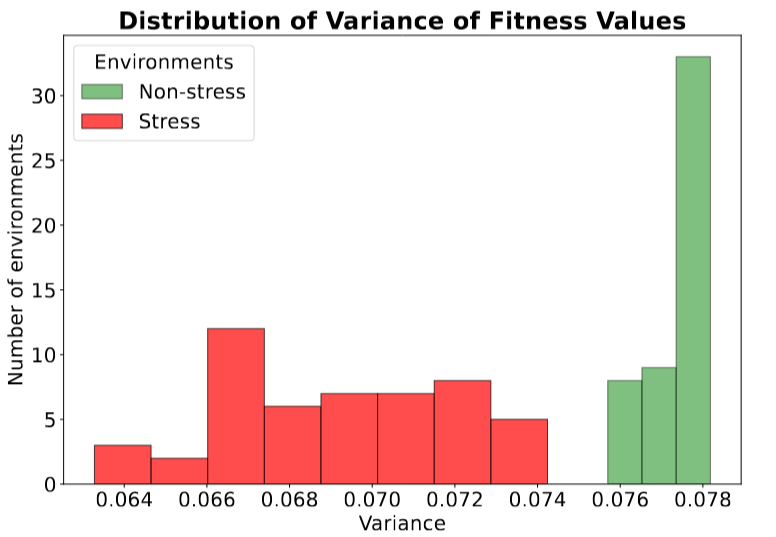 Distribution of Variance of Fitness Values
Environments
Non-stress
Stress
Number of environments
30
25
20
15
10
5
0
0.064 0.066 0.068 0.070 0.072 0.074 0.076 0.078
Variance